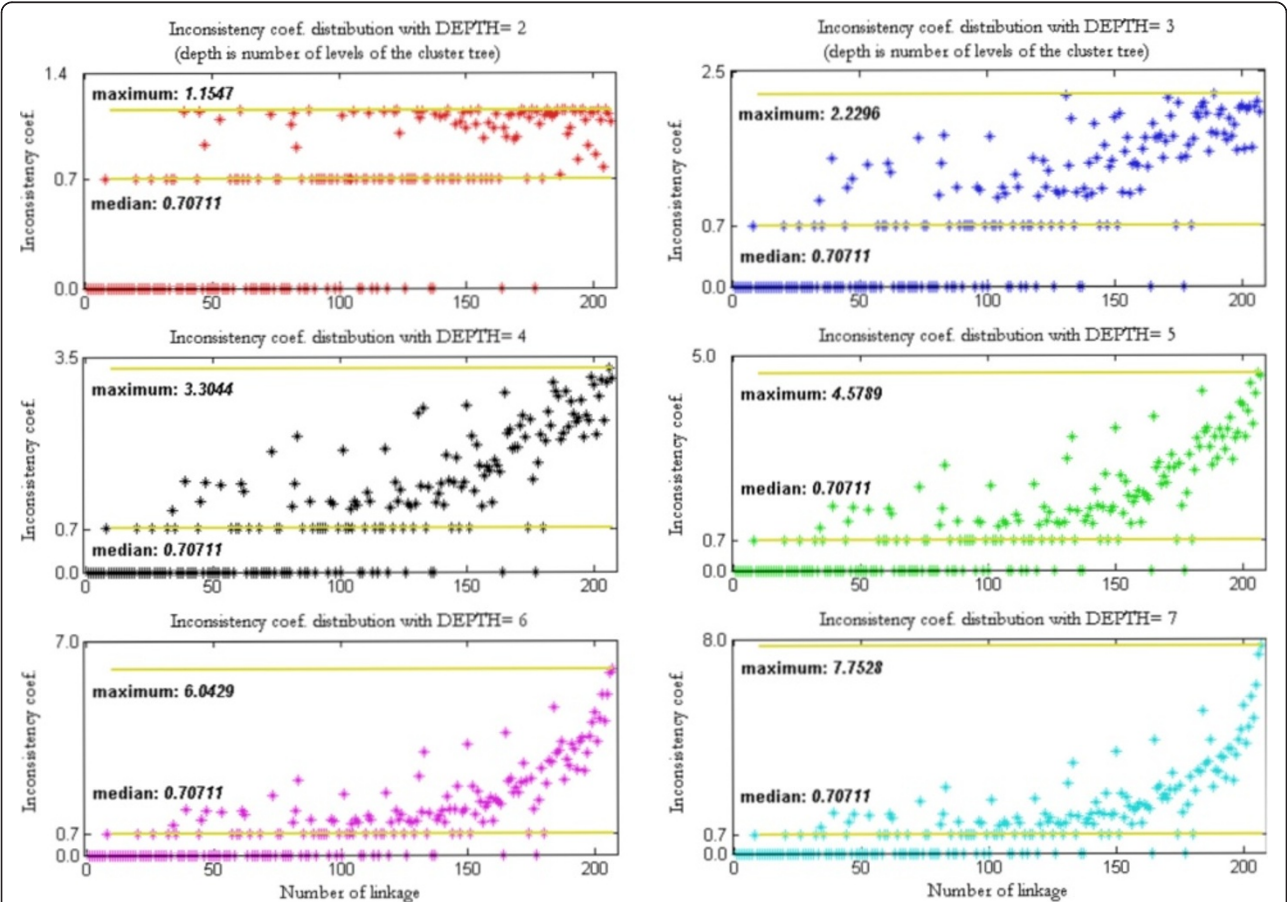 Inconsistency coef. distribution with DEPTH= 2
(depth is number of levels of the cluster tree)
1.4
maximum: 1.1547
0.7
median: 0.70711
0.0
0 50 100 150 200
Inconsistency coef.
Inconsistency coef. distribution with DEPTH= 3
(depth is number of levels of the cluster tree)
2.5
maximum: 2.2296
0.7
median: 0.70711
0.0
0 50 100 150 200
Inconsistency coef.
Inconsistency coef. distribution with DEPTH= 4
3.5
maximum: 3.3044
0.7
median: 0.70711
0.0
0 50 100 150 200
Inconsistency coef.
Inconsistency coef. distribution with DEPTH= 5
5.0
maximum: 4.5789
median: 0.70711
0.7
0.0
0 50 100 150 200
Inconsistency coef.
Inconsistency coef. distribution with DEPTH= 6
7.0
maximum: 6.0429
median: 0.70711
0.7
0.0
0 50 100 150 200
Inconsistency coef.
Number of linkage
Inconsistency coef. distribution with DEPTH= 7
8.0
maximum: 7.7528
median: 0.70711
0.7
0.0
0 50 100 150 200
Inconsistency coef.
Number of linkage